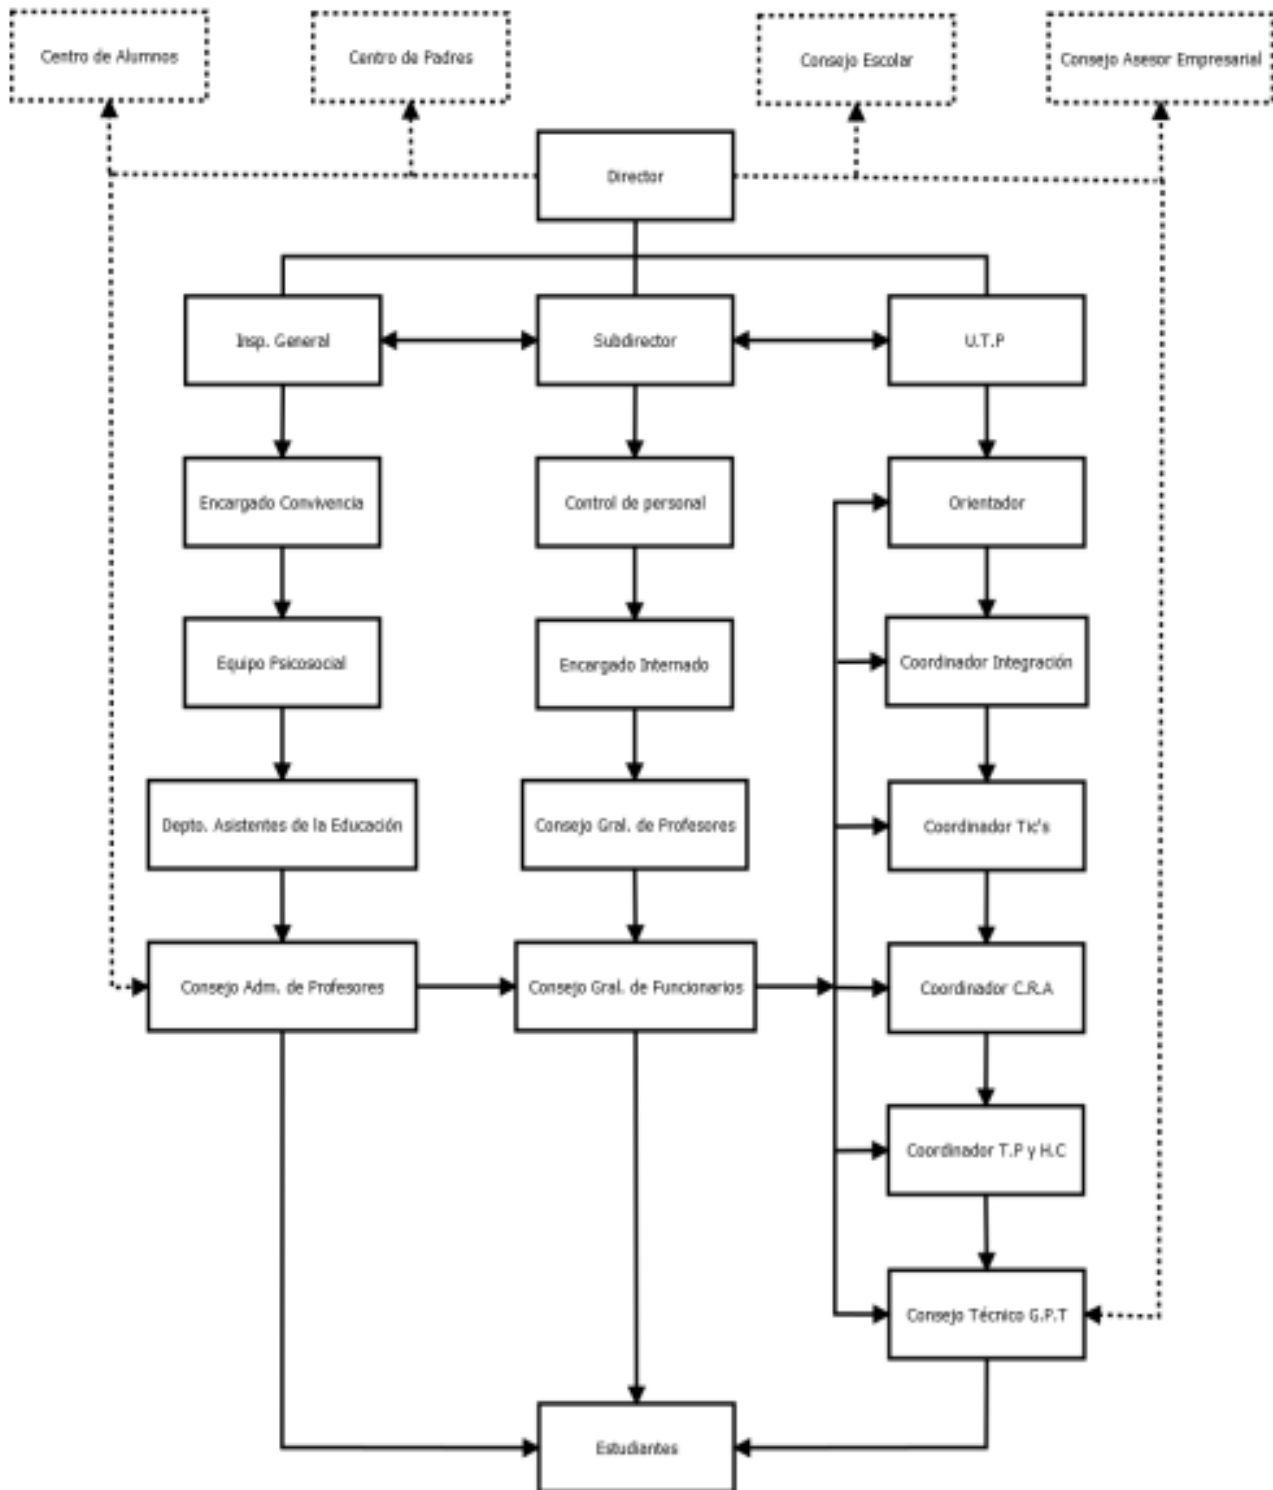 Centro de Alumnos
Centro de Padres
Consejo Escolar
Consejo Asesor Empresarial
Director
Insp. General
Subdirector
U.T.P
Encargado Convivencia
Control de personal
Orientador
Equipo Psicosocial
Encargado Internado
Coordinador Integración
Depto. Asistentes de la Educación
Consejo Gral. de Profesores
Coordinador Tic's
Consejo Adm. de Profesores
Consejo Gral. de Funcionarios
Coordinador C.R.A
Coordinador T.P y H.C
Consejo Técnico G.P.T
Estudiantes